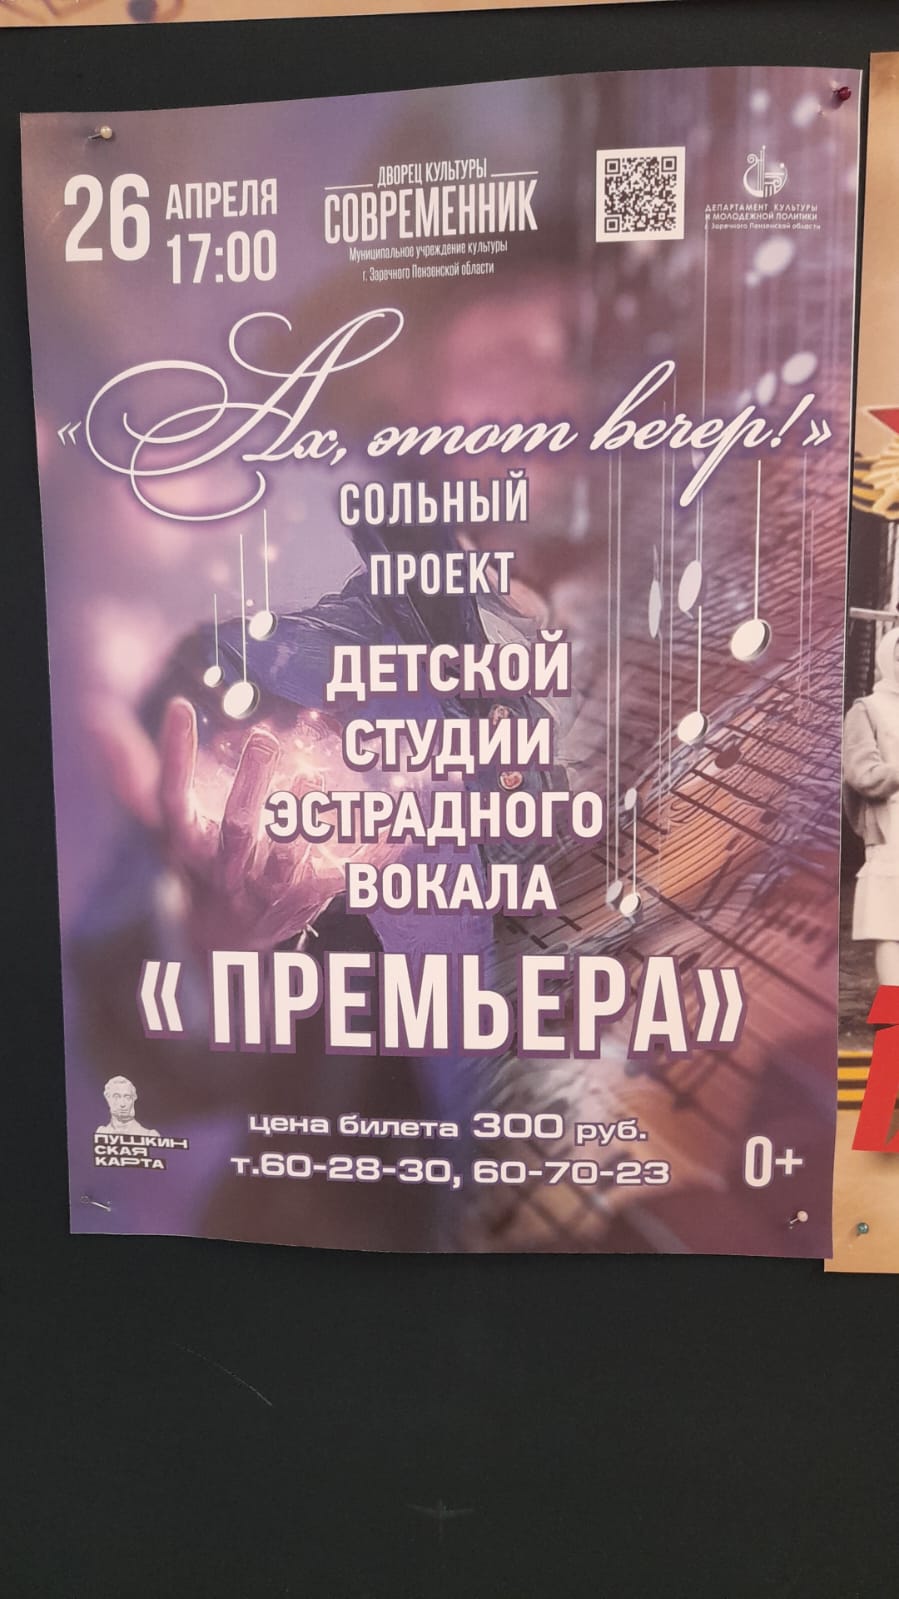 26 АПРЕЛЯ
17:00
ДВОРЕЦ КУЛЬТУРЫ
СОВРЕМЕННИК
Муниципальное учреждение культуры
г. Заречного Пензенской области
ДЕПАРТАМЕНТ КУЛЬТУРЫ
И МОЛОДЕЖНОЙ ПОЛИТИКИ
г. Заречного Пензенской области
«Ах, этот вечер!»
СОЛЬНЫЙ
ПРОЕКТ
ДЕТСКОЙ
СТУДИИ
ЭСТРАДНОГО
ВОКАЛА
« ПРЕМЬЕРА»
ПУШКИН
СКАЯ
КАРТА
цена билета 300 руб.
т.60-28-30, 60-70-23
0+